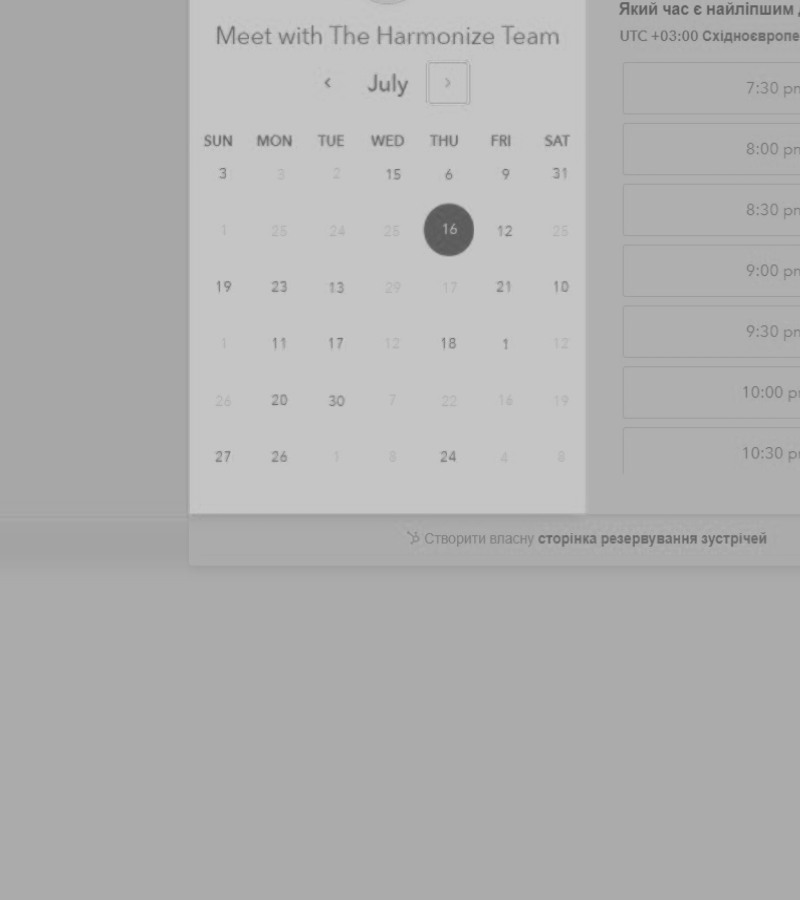 Meet with The Harmonize Team
July
SUN MON TUE WED THU FRI SAT
3 3 2 15 6 9 31
1 25 24 25 16 12 25
19 23 13 29 17 21 10
1 11 17 12 18 1 12
26 20 30 7 22 16 19
27 26 1 8 24 4 8
Який час є найліпшим
UTC +03:00 Східноєвропе
7:30 pm
8:00 pm
8:30 pm
9:00 pm
9:30 pm
10:00 pm
10:30 pm
Створити власну сторінка резервування зустрічей